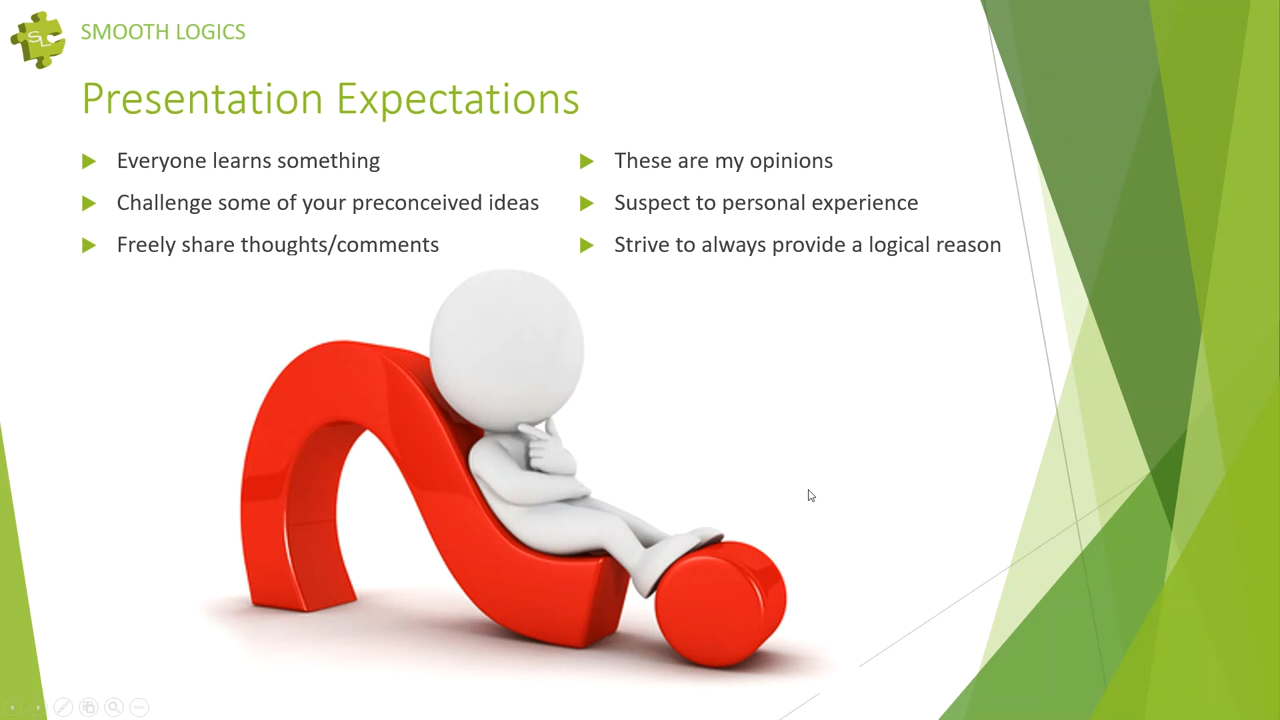 SL
SMOOTH LOGICS
Presentation Expectations
Everyone learns something
Challenge some of your preconceived ideas
Freely share thoughts/comments
These are my opinions
Suspect to personal experience
Strive to always provide a logical reason